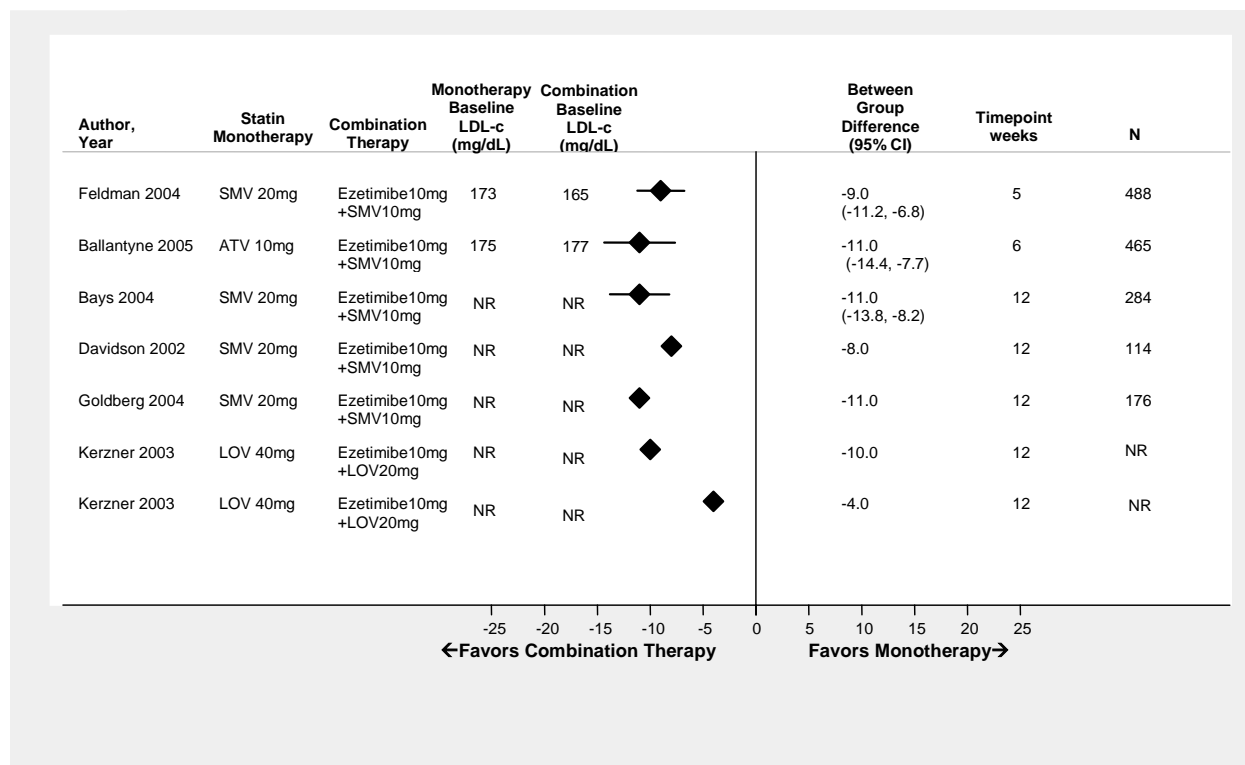 Author, Year
Statin Monotherapy
Combination Therapy
Monotherapy Baseline LDL-c (mg/dL)
Combination Baseline LDL-c (mg/dL)
Between Group Difference (95% CI)
Timepoint weeks
N
Feldman 2004 SMV 20mg Ezetimibe10mg 173 165 -9.0 5 488
+SMV10mg (-11.2, -6.8)
Ballantyne 2005 ATV 10mg Ezetimibe10mg 175 177 -11.0 6 465
+SMV10mg (-14.4, -7.7)
Bays 2004 SMV 20mg Ezetimibe10mg NR NR -11.0 12 284
+SMV10mg (-13.8, -8.2)
Davidson 2002 SMV 20mg Ezetimibe10mg NR NR -8.0 12 114
+SMV10mg
Goldberg 2004 SMV 20mg Ezetimibe10mg NR NR -11.0 12 176
+SMV10mg
Kerzner 2003 LOV 40mg Ezetimibe10mg NR NR -10.0 12 NR
+LOV20mg
Kerzner 2003 LOV 40mg Ezetimibe10mg NR NR -4.0 12 NR
+LOV20mg
-25 -20 -15 -10 -5 0 5 10 15 20 25
←Favors Combination Therapy Favors Monotherapy→